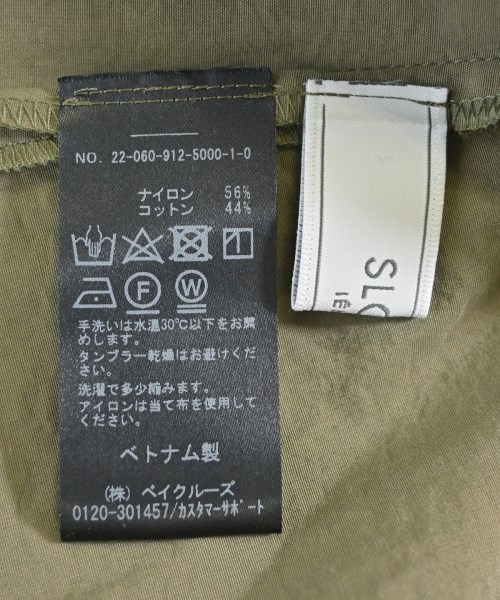 NO. 22-060-912-5000-1-0
ナイロン 56%
コットン 44%
F W
手洗いは水温30℃以下をお薦
めします。
タンブラー乾燥はお避けくださ
い。
洗濯で多少縮みます。
アイロンは当て布を使用して
ください。
ベトナム製
(株) ベイクルーズ
0120-301457/カスタマーサポート
SLO
IÉ